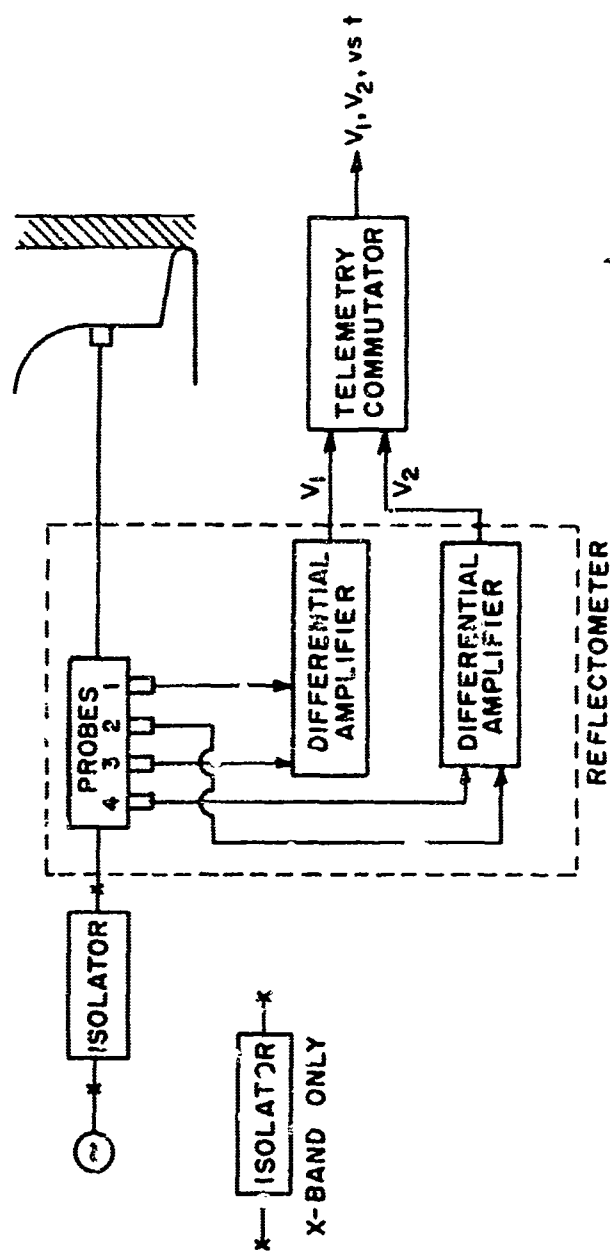 ISOLATOR
PROBES
4 3 2 1
ISOLATOR
X-BAND ONLY
DIFFERENTIAL
AMPLIFIER
DIFFERENTIAL
AMPLIFIER
V₁
V₂
TELEMETRY
COMMUTATOR
V₁, V₂, vs t
REFLECTOMETER